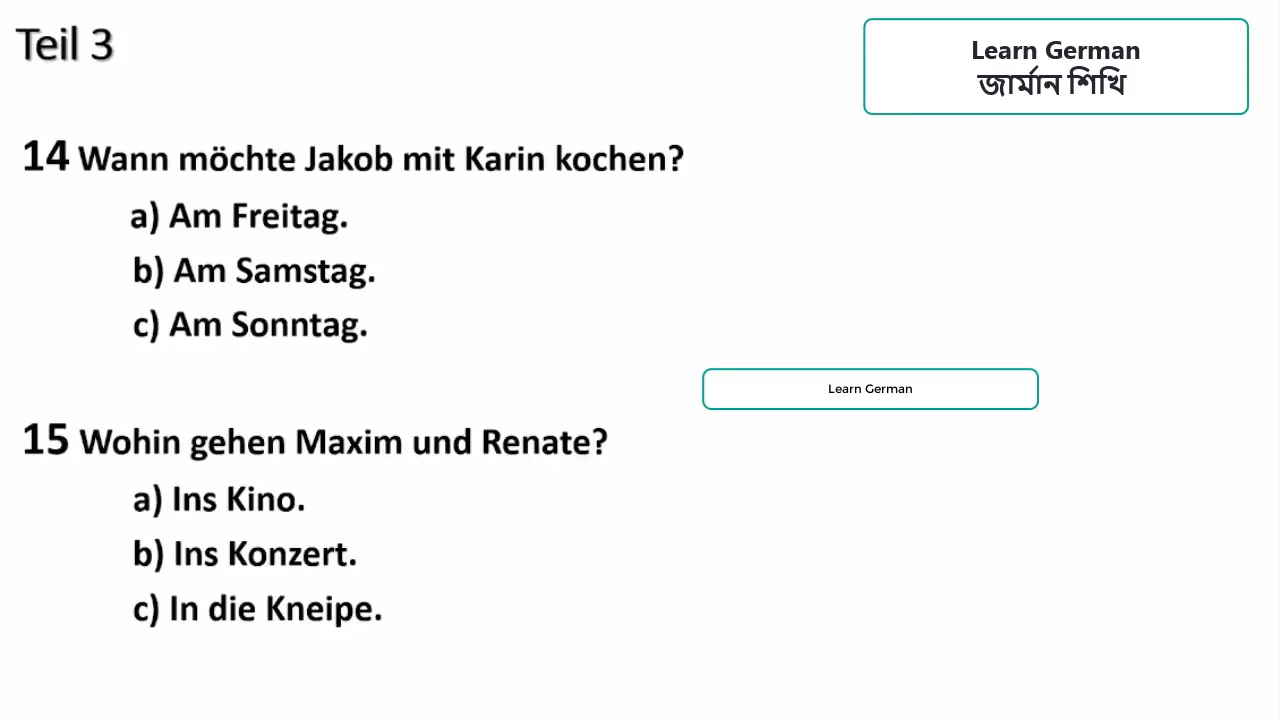 Teil 3
Learn German
জার্মান শিখি
14 Wann möchte Jakob mit Karin kochen?
a) Am Freitag.
b) Am Samstag.
c) Am Sonntag.
Learn German
15 Wohin gehen Maxim und Renate?
a) Ins Kino.
b) Ins Konzert.
c) In die Kneipe.